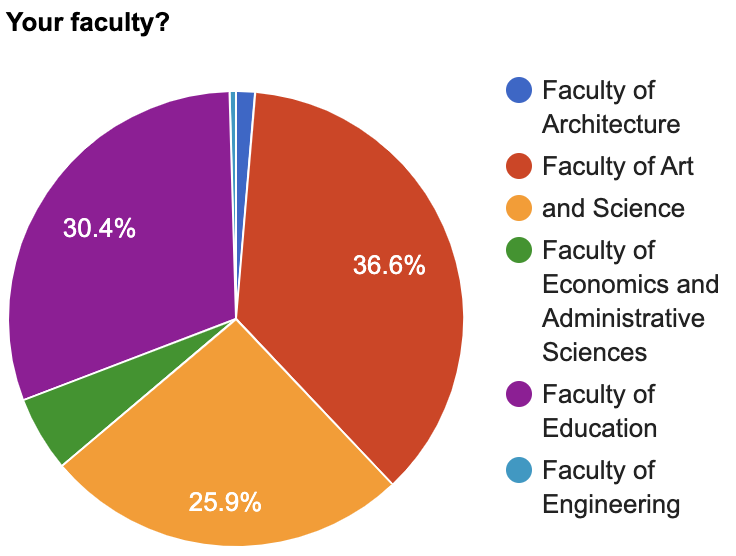 Your faculty?
Faculty of
Architecture
Faculty of Art
and Science
Faculty of
Economics and
Administrative
Sciences
Faculty of
Education
Faculty of
Engineering
30.4%
36.6%
25.9%